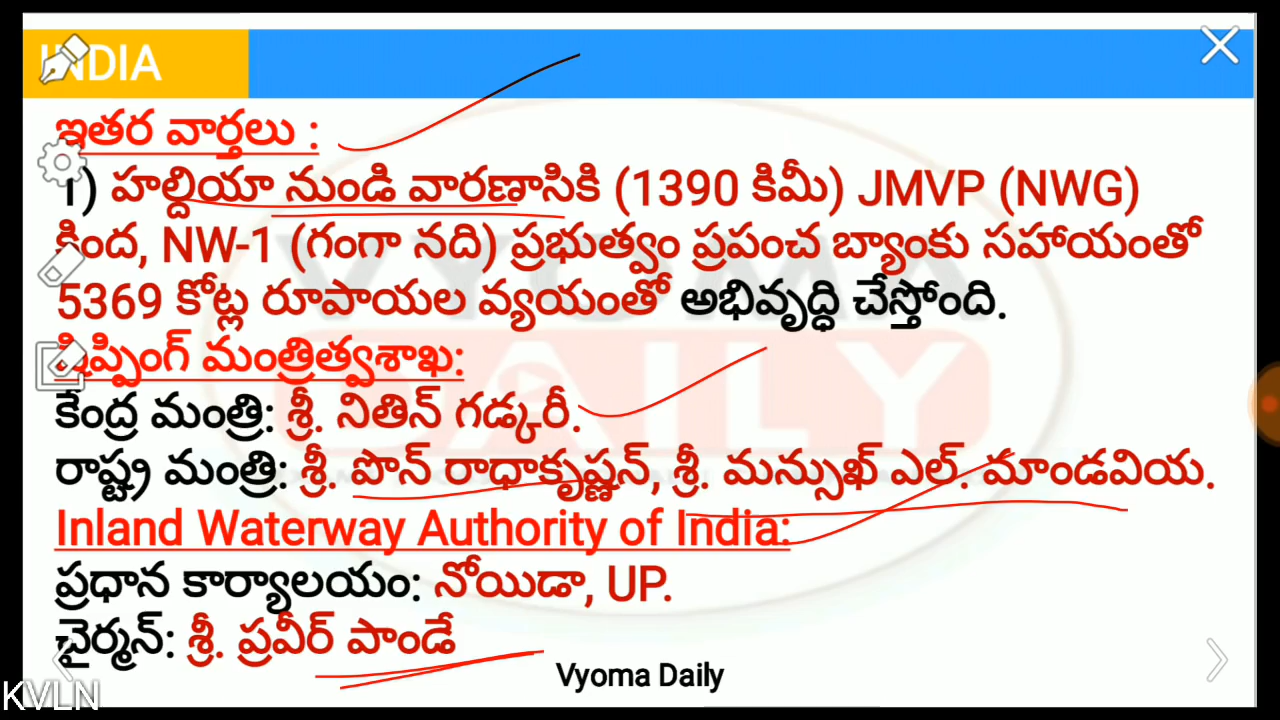 INDIA
ఇతర వార్తలు :
1) హల్దియా నుండి వారణాసికి (1390 కిమీ) JMVP (NWG)
కింద, NW-1 (గంగా నది) ప్రభుత్వం ప్రపంచ బ్యాంకు సహాయంతో
5369 కోట్ల రూపాయల వ్యయంతో అభివృద్ధి చేస్తోంది.
షిప్పింగ్ మంత్రిత్వశాఖ:
కేంద్ర మంత్రి: శ్రీ. నితిన్ గడ్కరీ.
రాష్ట్ర మంత్రి: శ్రీ. పొన్ రాధాకృష్ణన్, శ్రీ. మన్సుఖ్ ఎల్. మాండవియ.
Inland Waterway Authority of India:
ప్రధాన కార్యాలయం: నోయిడా, UP.
చైర్మన్: శ్రీ. ప్రవీర్ పాండే
Vyoma Daily
KVLN
VYOMA
DAILY